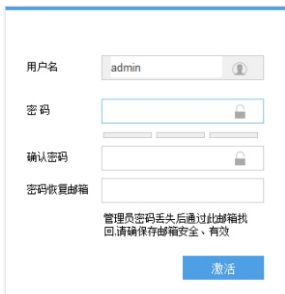 用户名
admin
密码
确认密码
密码恢复邮箱
管理员密码丢失后通过此邮箱找
回,请确保存邮箱安全、有效
激活